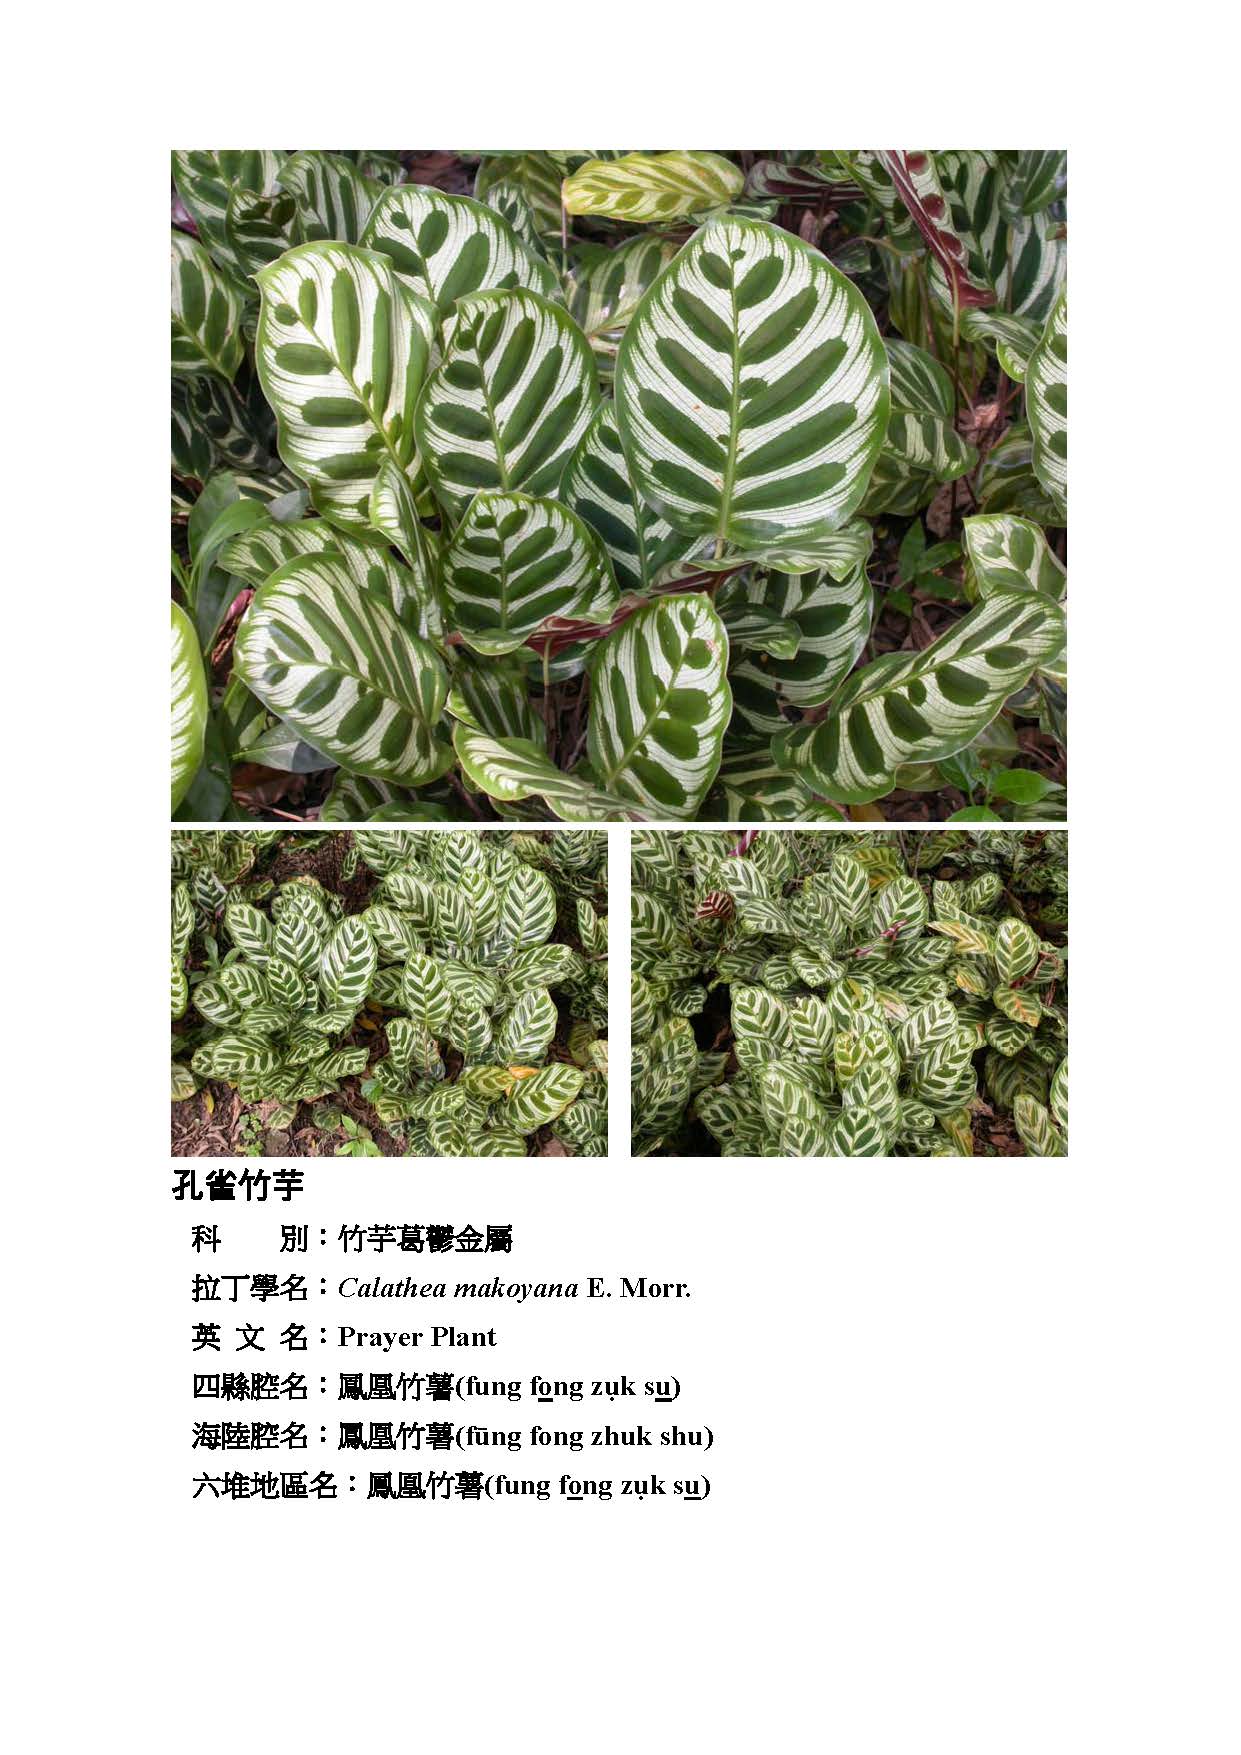 孔雀竹芋
科　　別：竹芋葛鬱金屬
拉丁學名：Calathea makoyana E. Morr.
英 文 名：Prayer Plant
四縣腔名：鳳凰竹薯(fung fo̲ng zụk su̲)
海陸腔名：鳳凰竹薯(fūng fong zhuk shu)
六堆地區名：鳳凰竹薯(fung fo̲ng zụk su̲)